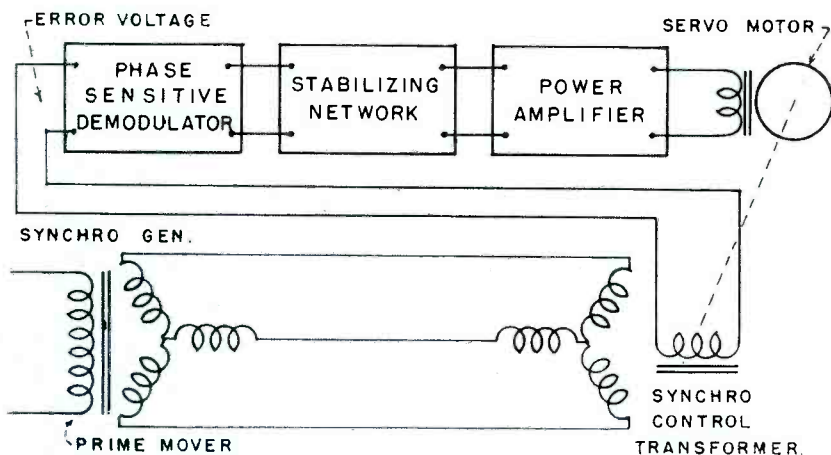 ERROR VOLTAGE
SERVO MOTOR
PHASE
SENSITIVE
DEMODULATOR
STABILIZING
NETWORK
POWER
AMPLIFIER
SYNCHRO GEN.
PRIME MOVER
SYNCHRO
CONTROL
TRANSFORMER.